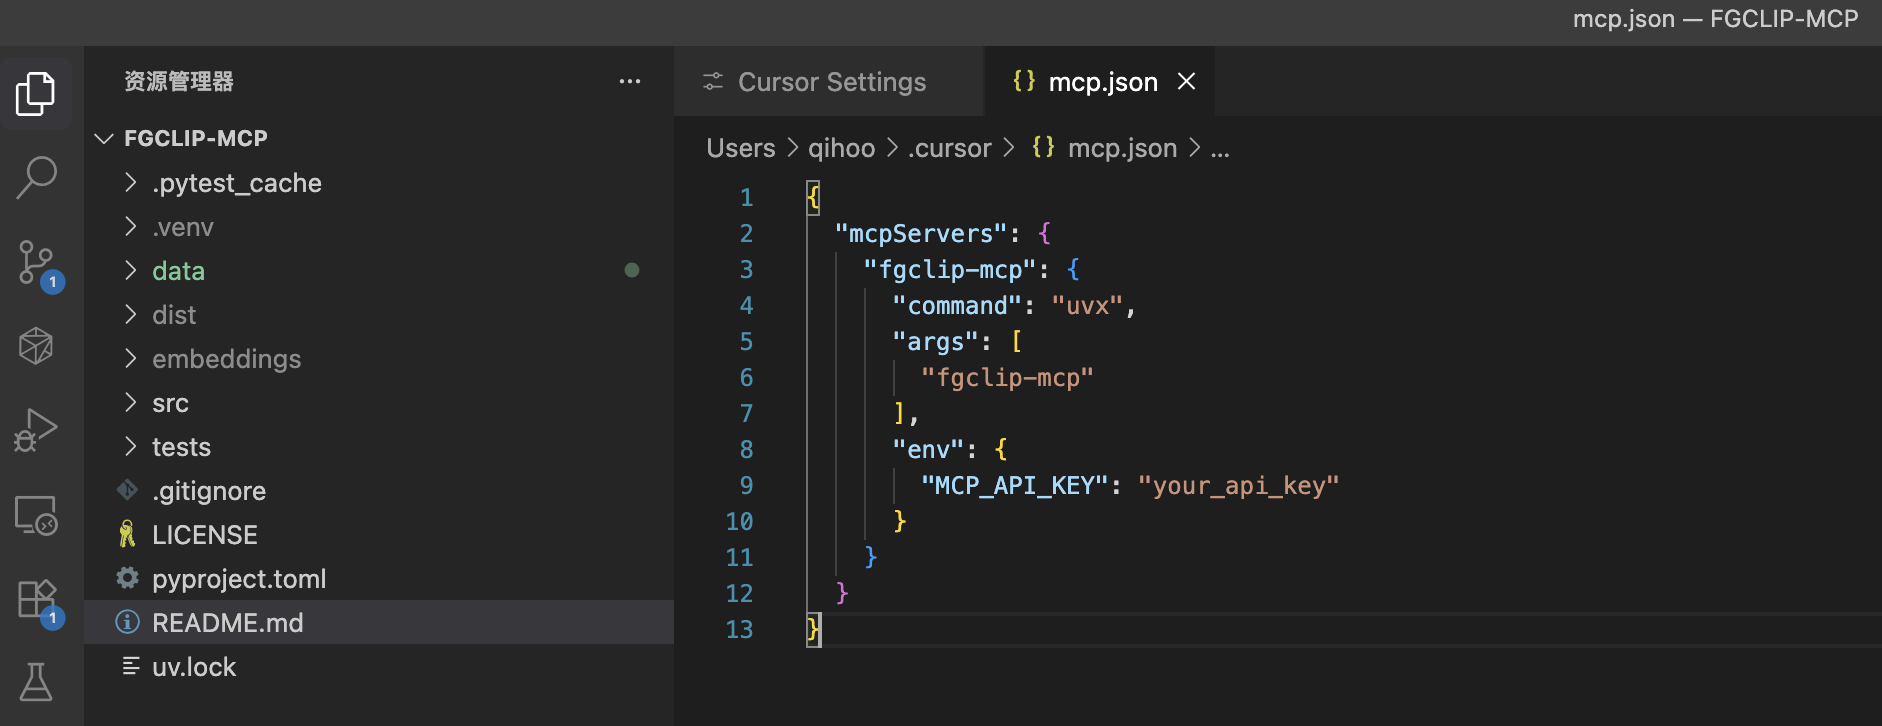 mcp.json — FGCLIP-MCP
资源管理器
FGCLIP-MCP
.pytest_cache
.venv
data
dist
embeddings
src
tests
.gitignore
LICENSE
pyproject.toml
README.md
uv.lock
1
1
Cursor Settings
{} mcp.json
Users > qihoo > .cursor > {} mcp.json > ...
1 {
2 "mcpServers": {
3 "fgclip-mcp": {
4 "command": "uvx",
5 "args": [
6 "fgclip-mcp"
7 ],
8 "env": {
9 "MCP_API_KEY": "your_api_key"
10 }
11 }
12 }
13 }